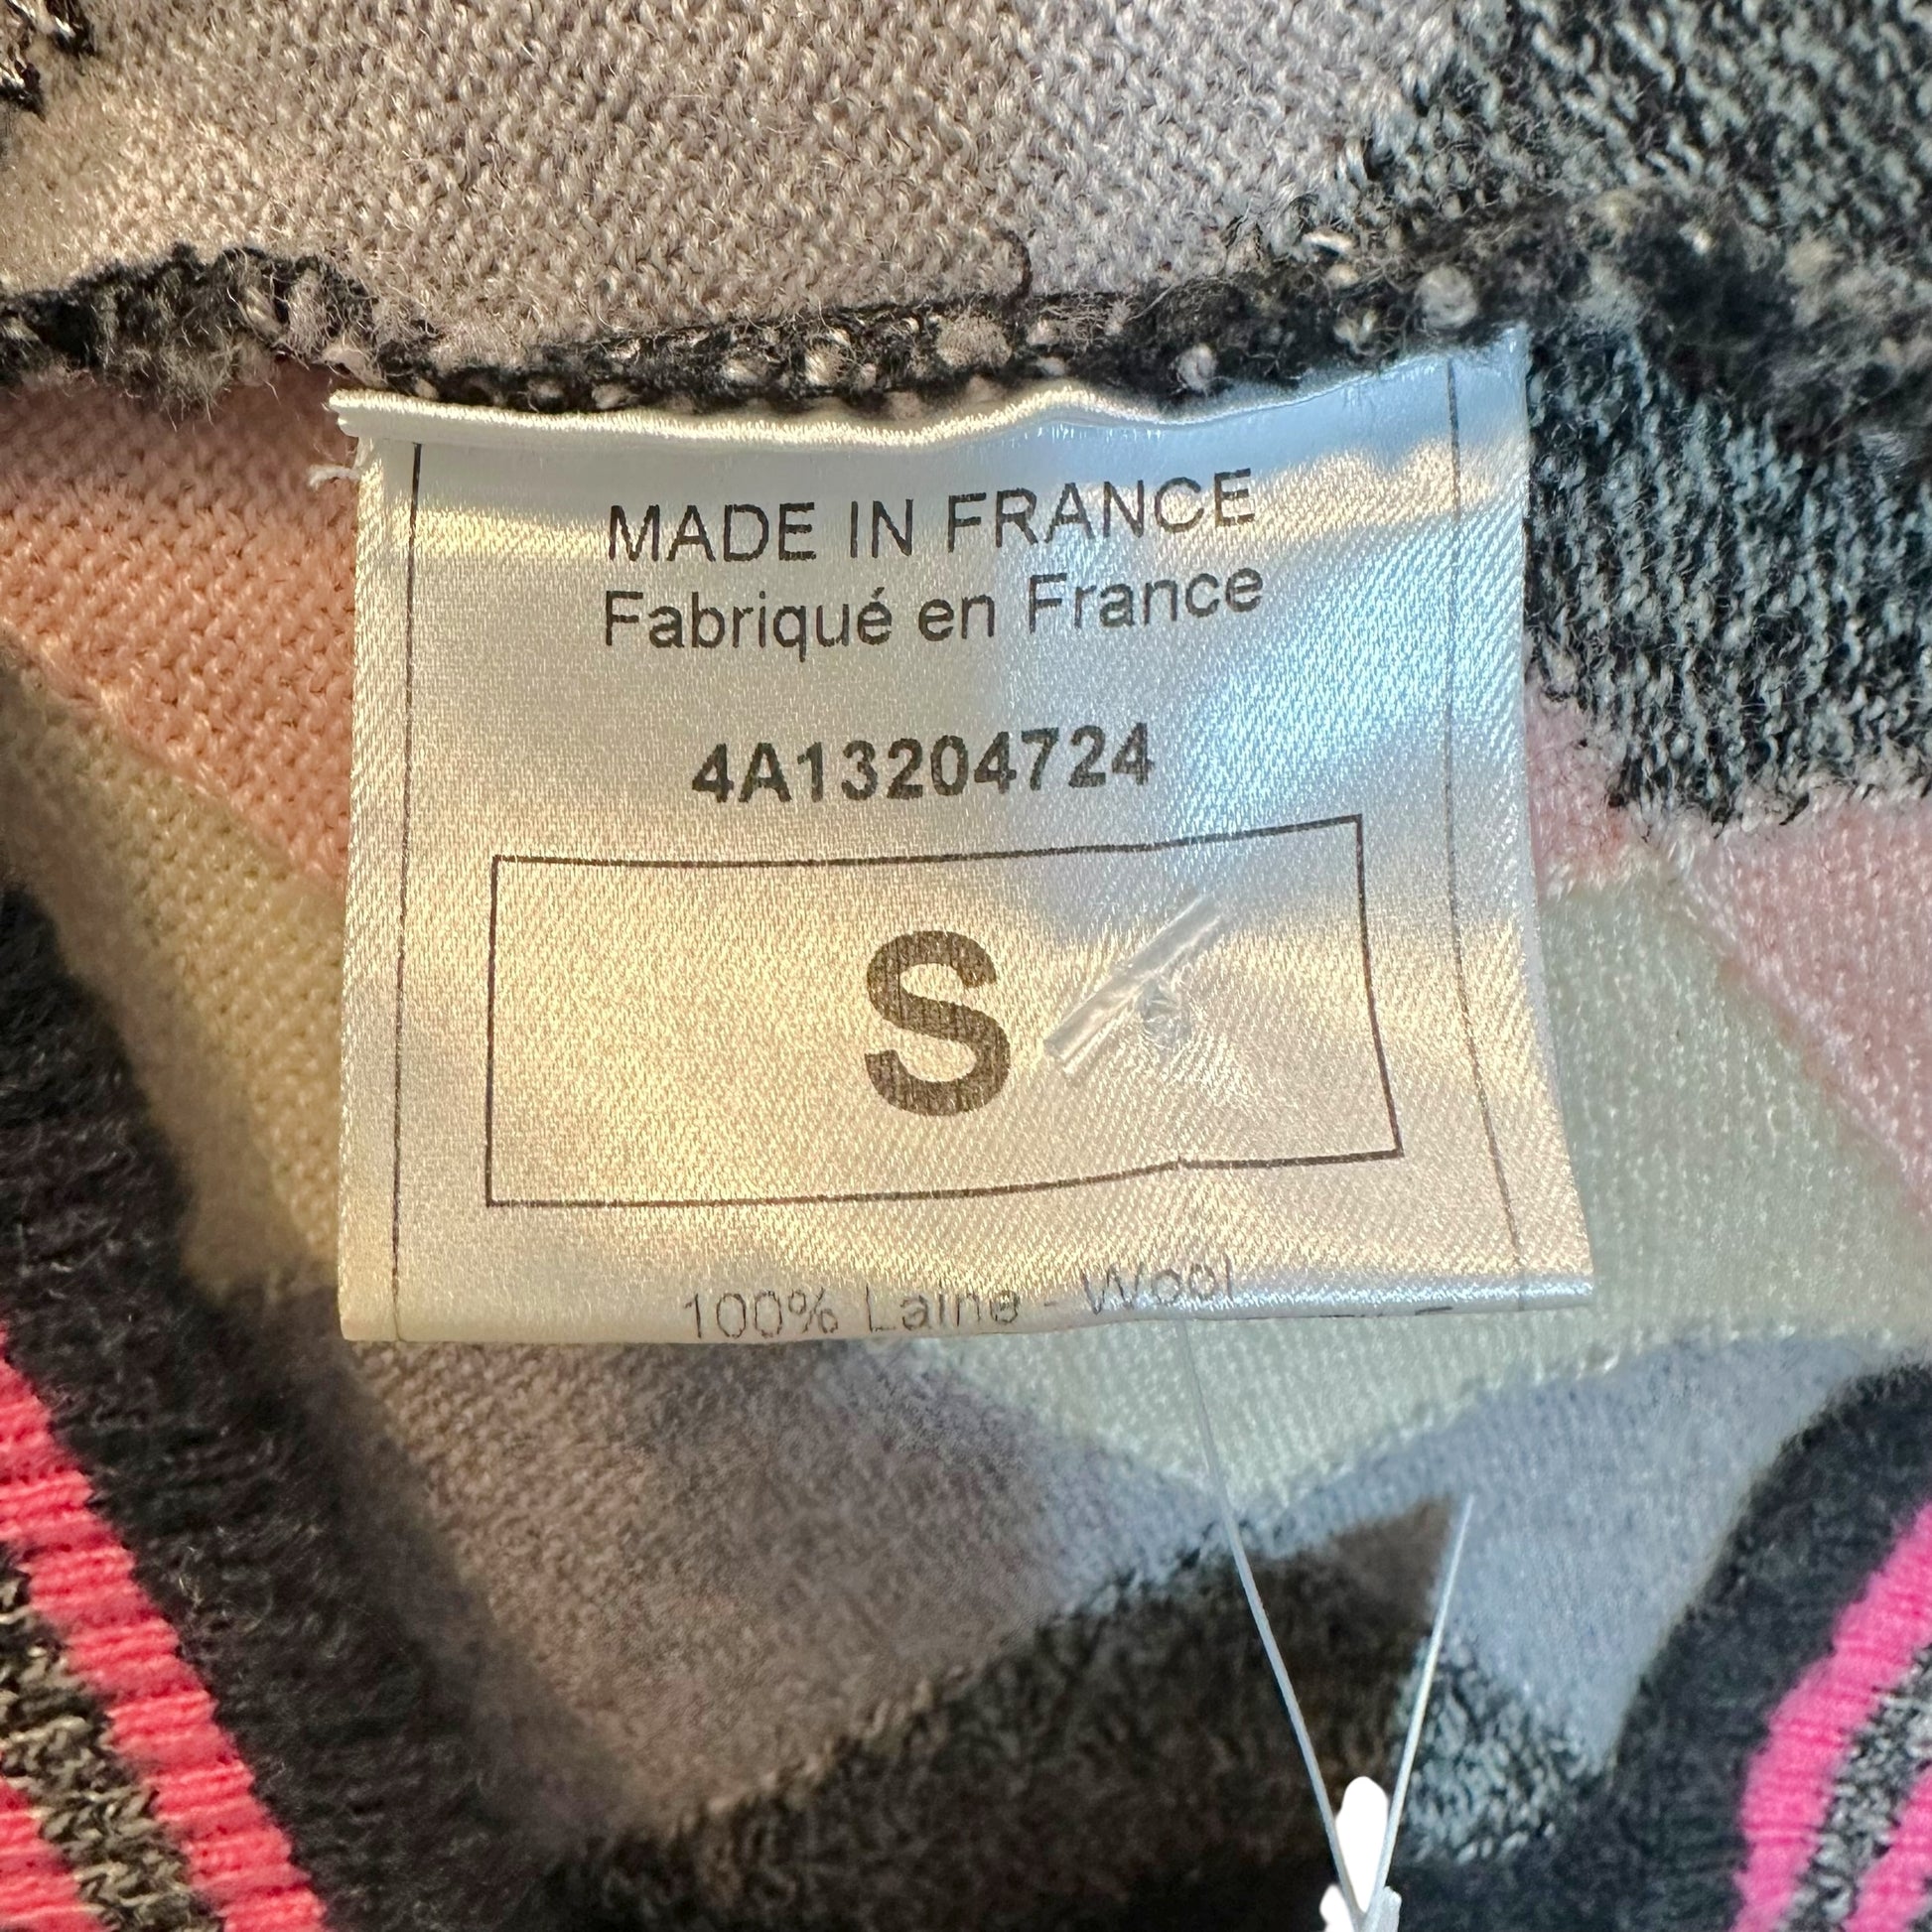 MADE IN FRANCE
Fabriqué en France
4A13204724
S
100% Laine - Wool